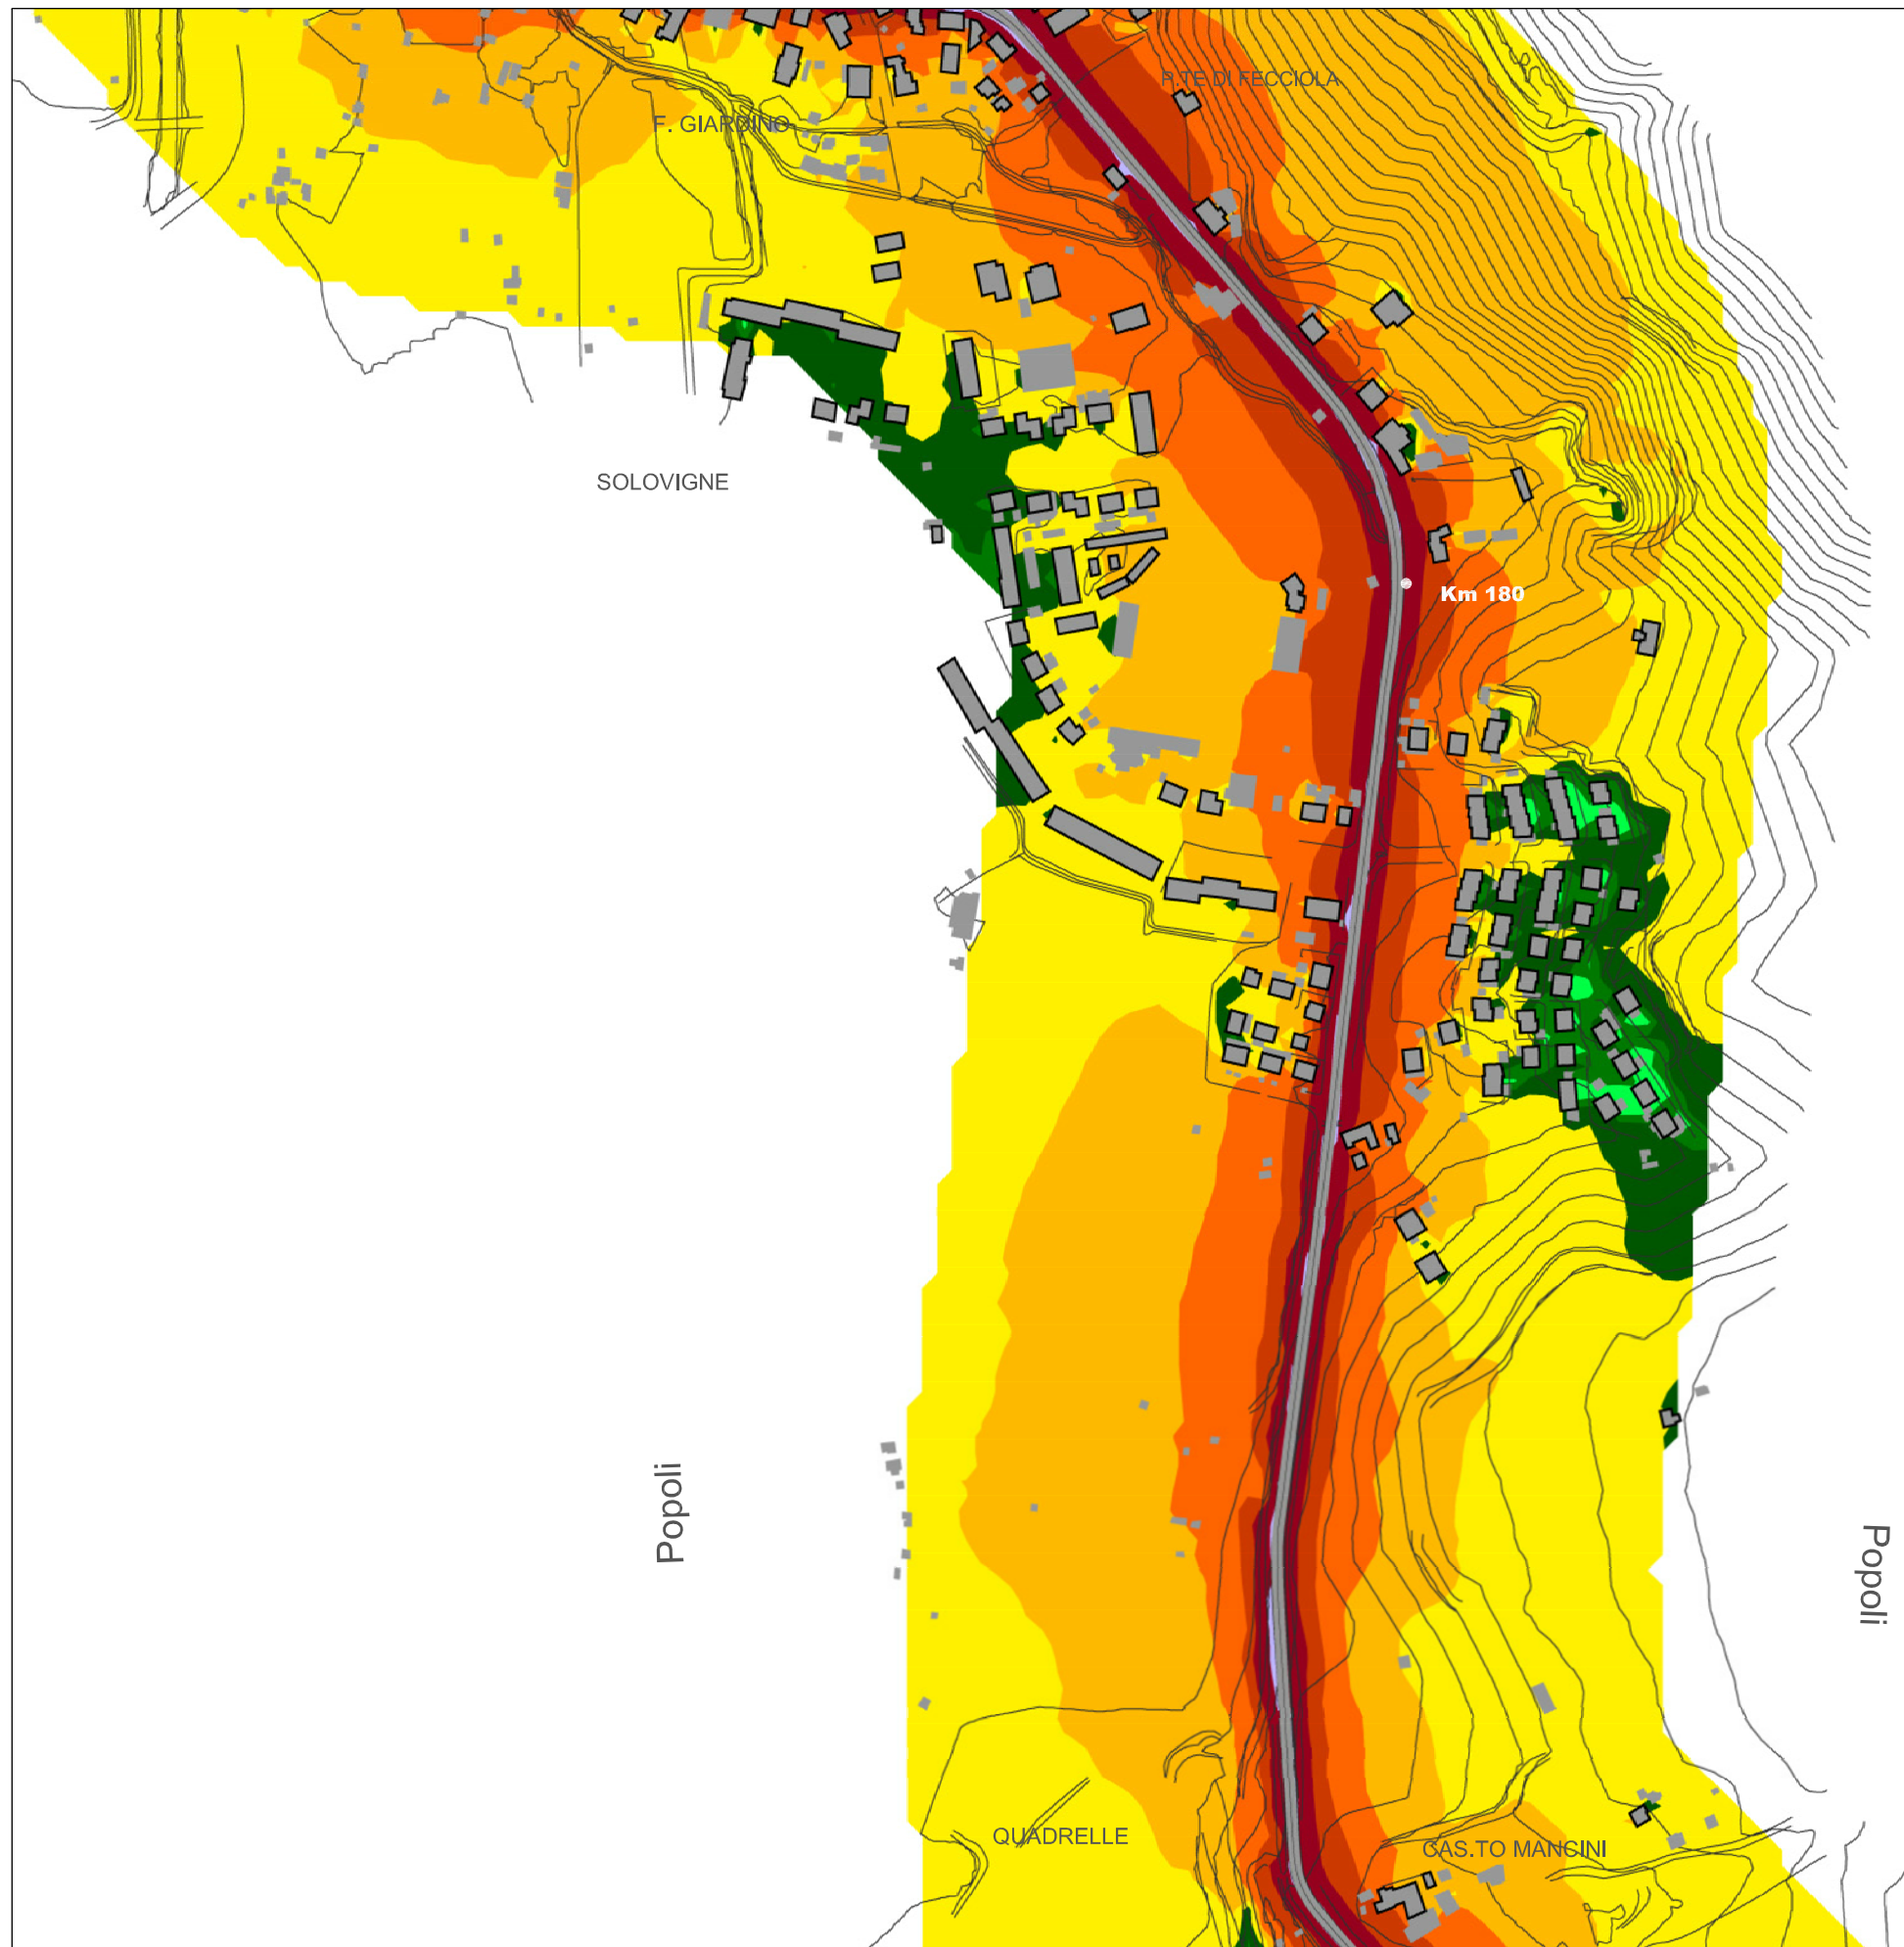 P.TE DI FECCIOLA
F. GIARDINO
SOLOVIGNE
Km 180
Popoli
Popoli
QUADRELLE
CAS.TO MANCINI